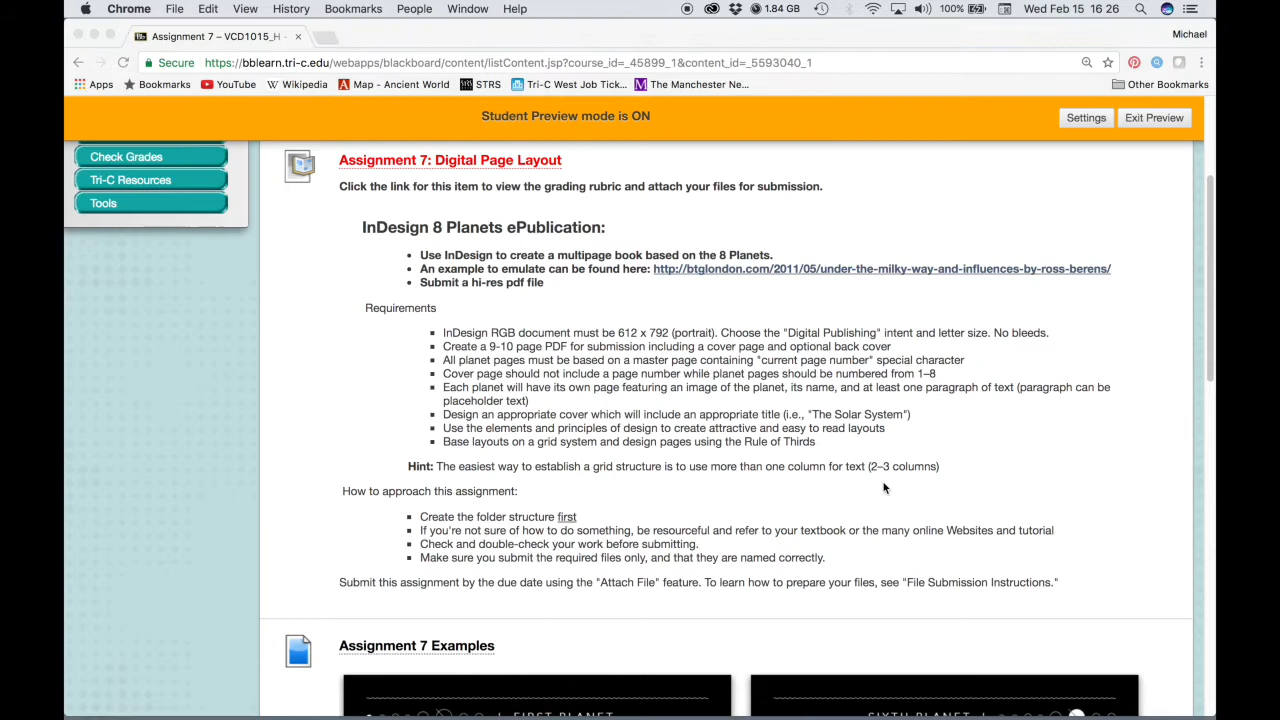 Chrome File Edit View History Bookmarks People Window Help 1.84 GB 100% Wed Feb 15 16:26
Assignment 7 – VCD1015_H - Michael
Secure https://bblearn.tri-c.edu/webapps/blackboard/content/listContent.jsp?course_id=_45899_1&content_id=_5593040_1
Apps Bookmarks YouTube Wikipedia Map - Ancient World STRS Tri-C West Job Tick... The Manchester Ne... Other Bookmarks
Student Preview mode is ON Settings Exit Preview
Check Grades
Tri-C Resources
Tools
Assignment 7: Digital Page Layout
Click the link for this item to view the grading rubric and attach your files for submission.
InDesign 8 Planets ePublication:
• Use InDesign to create a multipage book based on the 8 Planets.
• An example to emulate can be found here: http://btglondon.com/2011/05/under-the-milky-way-and-influences-by-ross-berens/
• Submit a hi-res pdf file
Requirements
▪ InDesign RGB document must be 612 x 792 (portrait). Choose the "Digital Publishing" intent and letter size. No bleeds.
▪ Create a 9-10 page PDF for submission including a cover page and optional back cover
▪ All planet pages must be based on a master page containing "current page number" special character
▪ Cover page should not include a page number while planet pages should be numbered from 1–8
▪ Each planet will have its own page featuring an image of the planet, its name, and at least one paragraph of text (paragraph can be
placeholder text)
▪ Design an appropriate cover which will include an appropriate title (i.e., "The Solar System")
▪ Use the elements and principles of design to create attractive and easy to read layouts
▪ Base layouts on a grid system and design pages using the Rule of Thirds
Hint: The easiest way to establish a grid structure is to use more than one column for text (2–3 columns)
How to approach this assignment:
▪ Create the folder structure first
▪ If you're not sure of how to do something, be resourceful and refer to your textbook or the many online Websites and tutorial
▪ Check and double-check your work before submitting.
▪ Make sure you submit the required files only, and that they are named correctly.
Submit this assignment by the due date using the "Attach File" feature. To learn how to prepare your files, see "File Submission Instructions."
Assignment 7 Examples
FIRST PLANET SIXTH PLANET